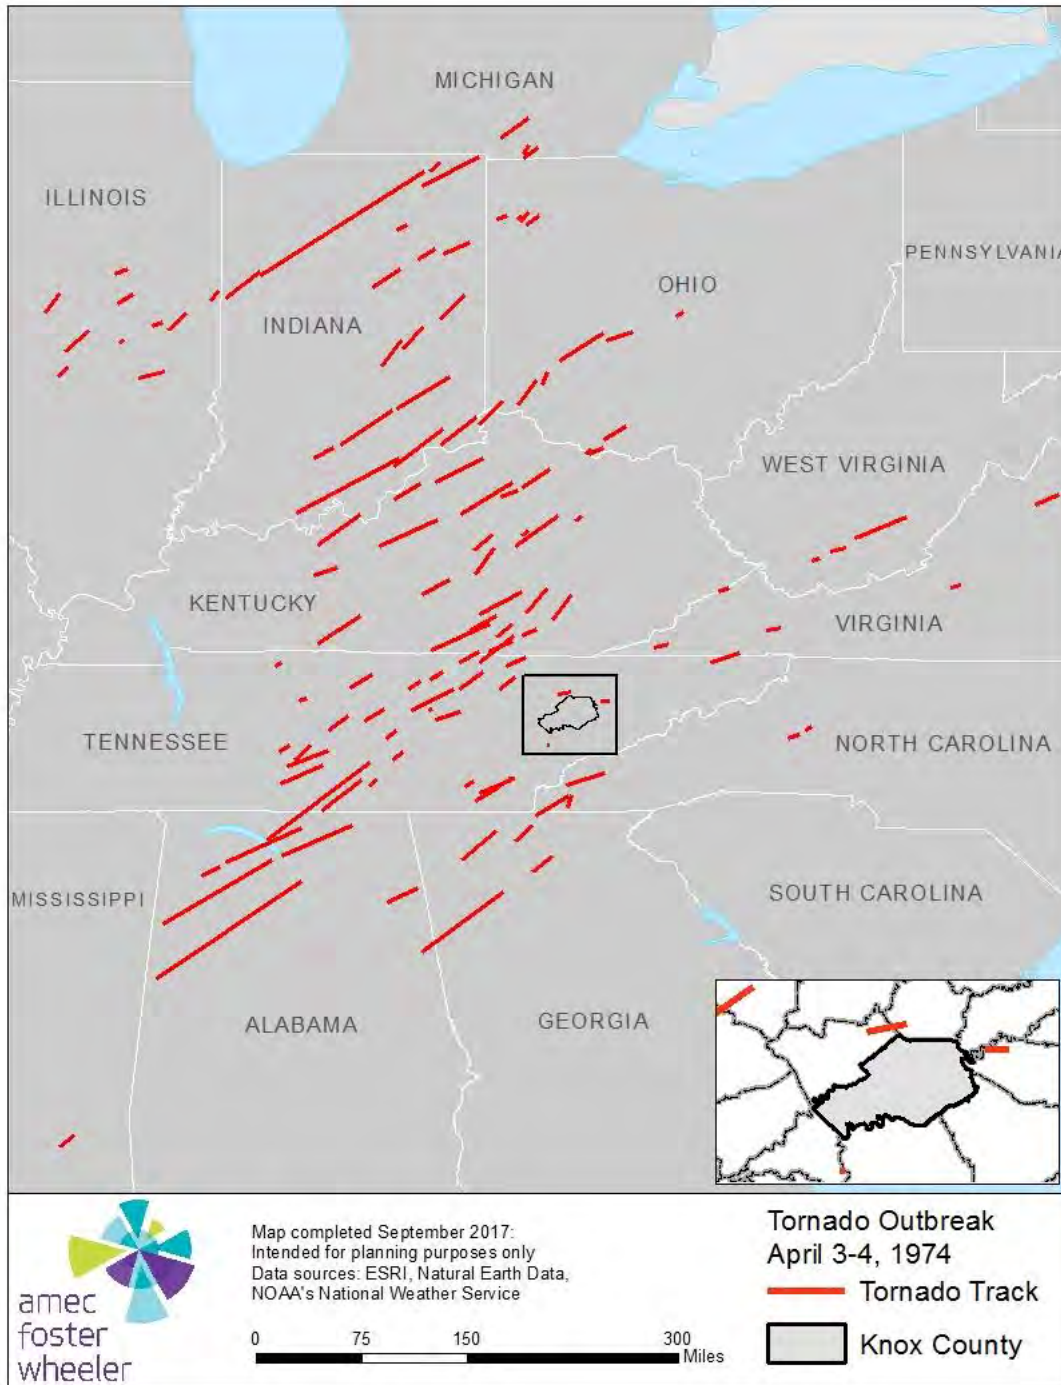 MICHIGAN
ILLINOIS
PENNSYLVANIA
OHIO
INDIANA
WEST VIRGINIA
KENTUCKY
VIRGINIA
TENNESSEE
NORTH CAROLINA
MISSISSIPPI
SOUTH CAROLINA
ALABAMA
GEORGIA
amec
foster
wheeler
Map completed September 2017:
Intended for planning purposes only
Data sources: ESRI, Natural Earth Data,
NOAA's National Weather Service
0 75 150 300
Miles
Tornado Outbreak
April 3-4, 1974
Tornado Track
Knox County